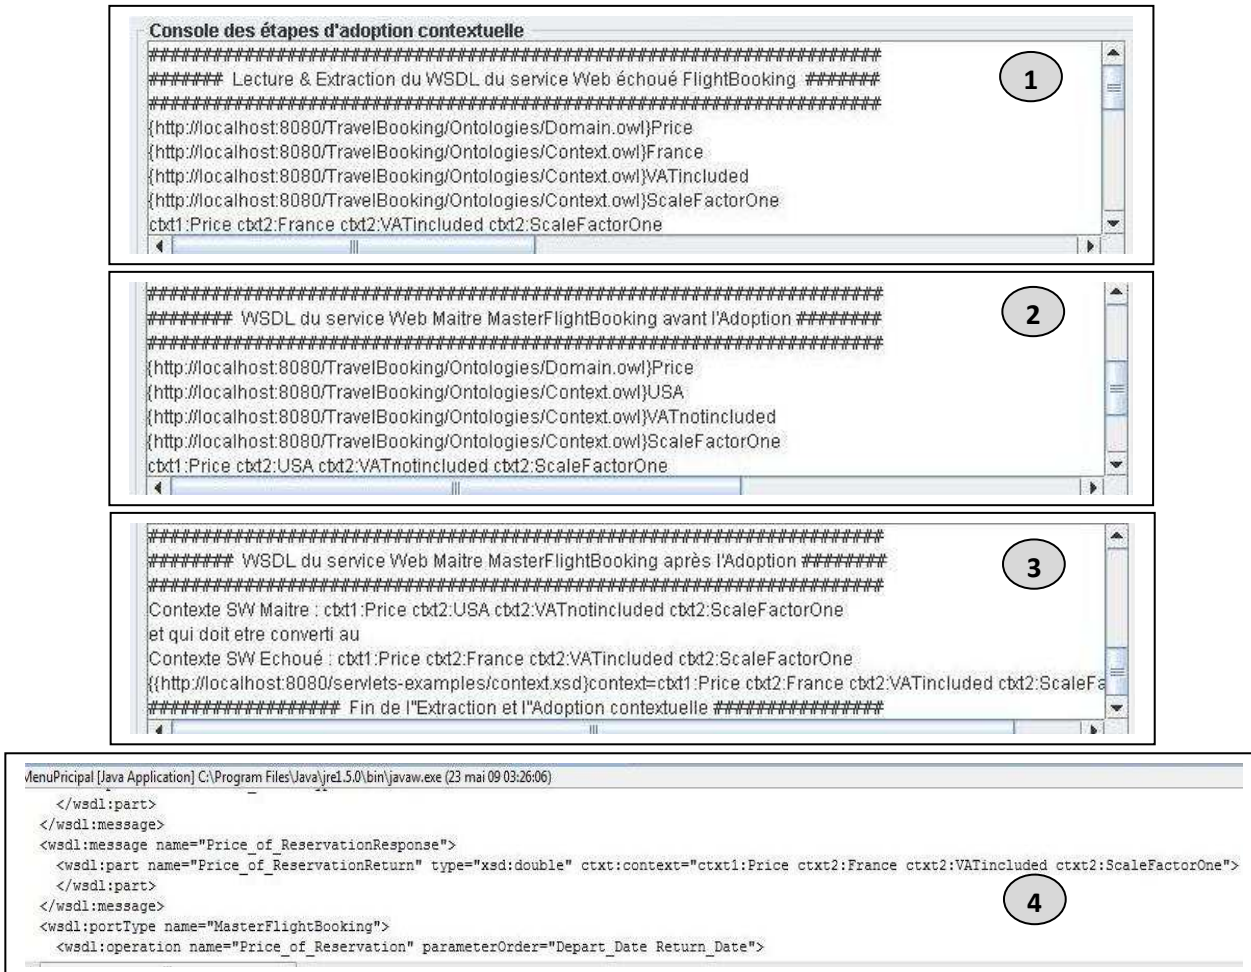 Console des étapes d'adoption contextuelle
######################################################################
####### Lecture & Extraction du WSDL du service Web échoué FlightBooking #######
######################################################################
{http://localhost:8080/TravelBooking/Ontologies/Domain.owl}Price
{http://localhost:8080/TravelBooking/Ontologies/Context.owl}France
{http://localhost:8080/TravelBooking/Ontologies/Context.owl}VATincluded
{http://localhost:8080/TravelBooking/Ontologies/Context.owl}ScaleFactorOne
ctxt1:Price ctxt2:France ctxt2:VATincluded ctxt2:ScaleFactorOne
1
######################################################################
######## WSDL du service Web Maitre MasterFlightBooking avant l'Adoption ########
######################################################################
{http://localhost:8080/TravelBooking/Ontologies/Domain.owl}Price
{http://localhost:8080/TravelBooking/Ontologies/Context.owl}USA
{http://localhost:8080/TravelBooking/Ontologies/Context.owl}VATnotincluded
{http://localhost:8080/TravelBooking/Ontologies/Context.owl}ScaleFactorOne
ctxt1:Price ctxt2:USA ctxt2:VATnotincluded ctxt2:ScaleFactorOne
2
######################################################################
######## WSDL du service Web Maitre MasterFlightBooking après l'Adoption ########
######################################################################
Contexte SW Maitre : ctxt1:Price ctxt2:USA ctxt2:VATnotincluded ctxt2:ScaleFactorOne
et qui doit etre converti au
Contexte SW Echoué : ctxt1:Price ctxt2:France ctxt2:VATincluded ctxt2:ScaleFactorOne
{{http://localhost:8080/servlets-examples/context.xsd}context=ctxt1:Price ctxt2:France ctxt2:VATincluded ctxt2:ScaleFa
################## Fin de l"Extraction et l"Adoption contextuelle ################
3
MenuPricipal [Java Application] C:\Program Files\Java\jre1.5.0\bin\javaw.exe (23 mai 09 03:26:06)
</wsdl:part>
</wsdl:message>
<wsdl:message name="Price_of_ReservationResponse">
<wsdl:part name="Price_of_ReservationReturn" type="xsd:double" ctxt:context="ctxt1:Price ctxt2:France ctxt2:VATincluded ctxt2:ScaleFactorOne">
</wsdl:part>
</wsdl:message>
<wsdl:portType name="MasterFlightBooking">
<wsdl:operation name="Price_of_Reservation" parameterOrder="Depart_Date Return_Date">
4